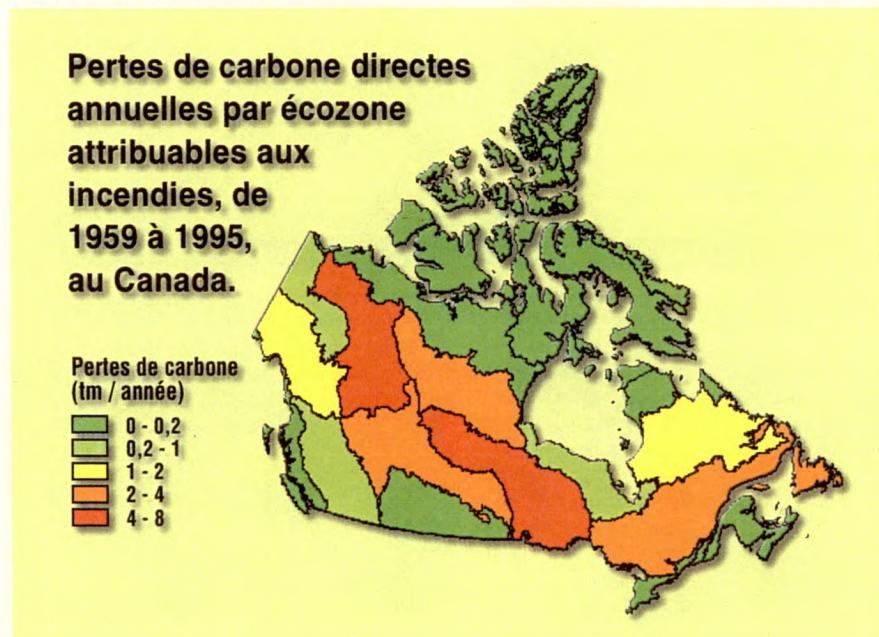 Pertes de carbone directes
annuelles par écozone
attribuables aux
incendies, de
1959 à 1995,
au Canada.
Pertes de carbone
(tm / année)
0 - 0,2
0,2 - 1
1 - 2
2 - 4
4 - 8